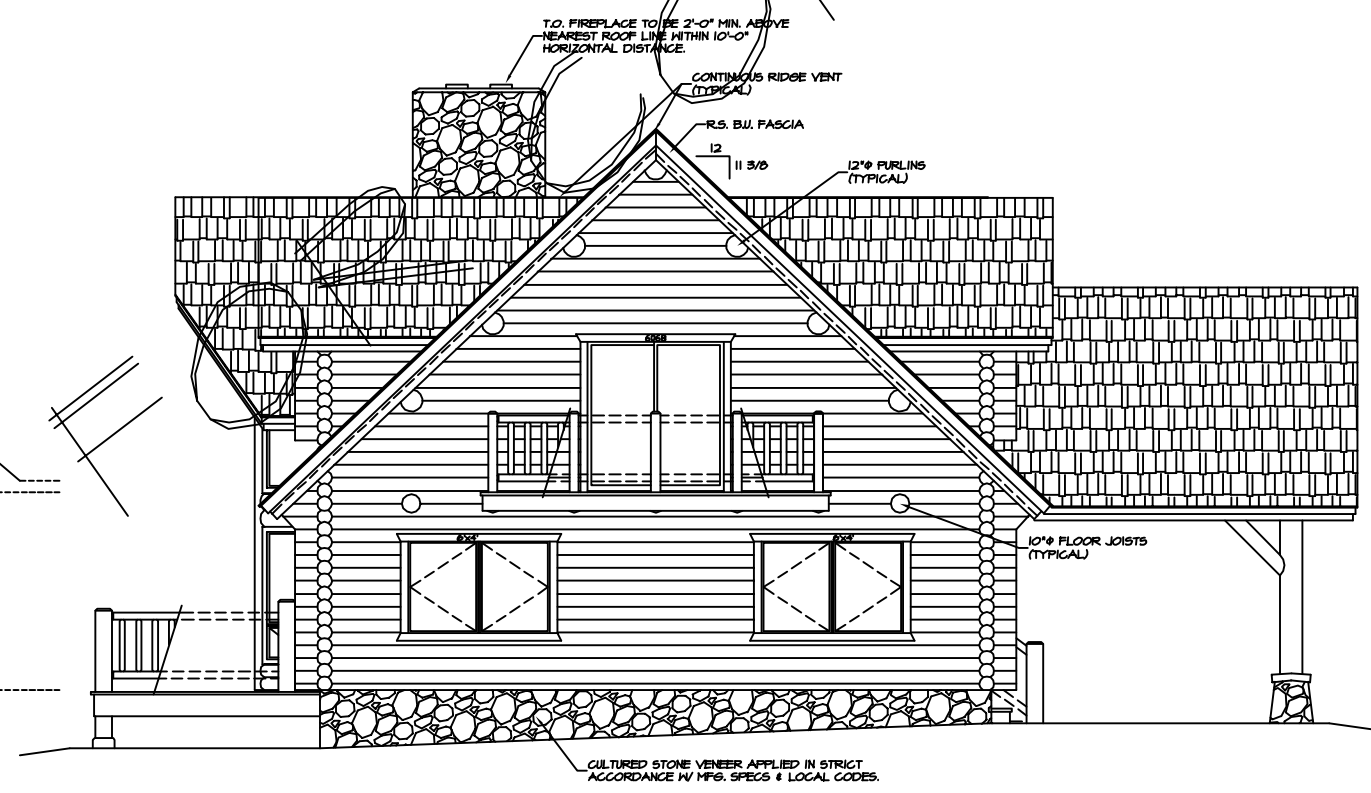 T.O. FIREPLACE TO BE 2'-0" MIN. ABOVE
NEAREST ROOF LINE WITHIN 10'-0"
HORIZONTAL DISTANCE.
CONTINUOUS RIDGE VENT
(TYPICAL)
R.S. B.U. FASCIA
12
11 3/8
12"Φ PURLINS
(TYPICAL)
6068
6'x4'
6'x4'
10"Φ FLOOR JOISTS
(TYPICAL)
CULTURED STONE VENEER APPLIED IN STRICT
ACCORDANCE W/ MFG. SPECS & LOCAL CODES.